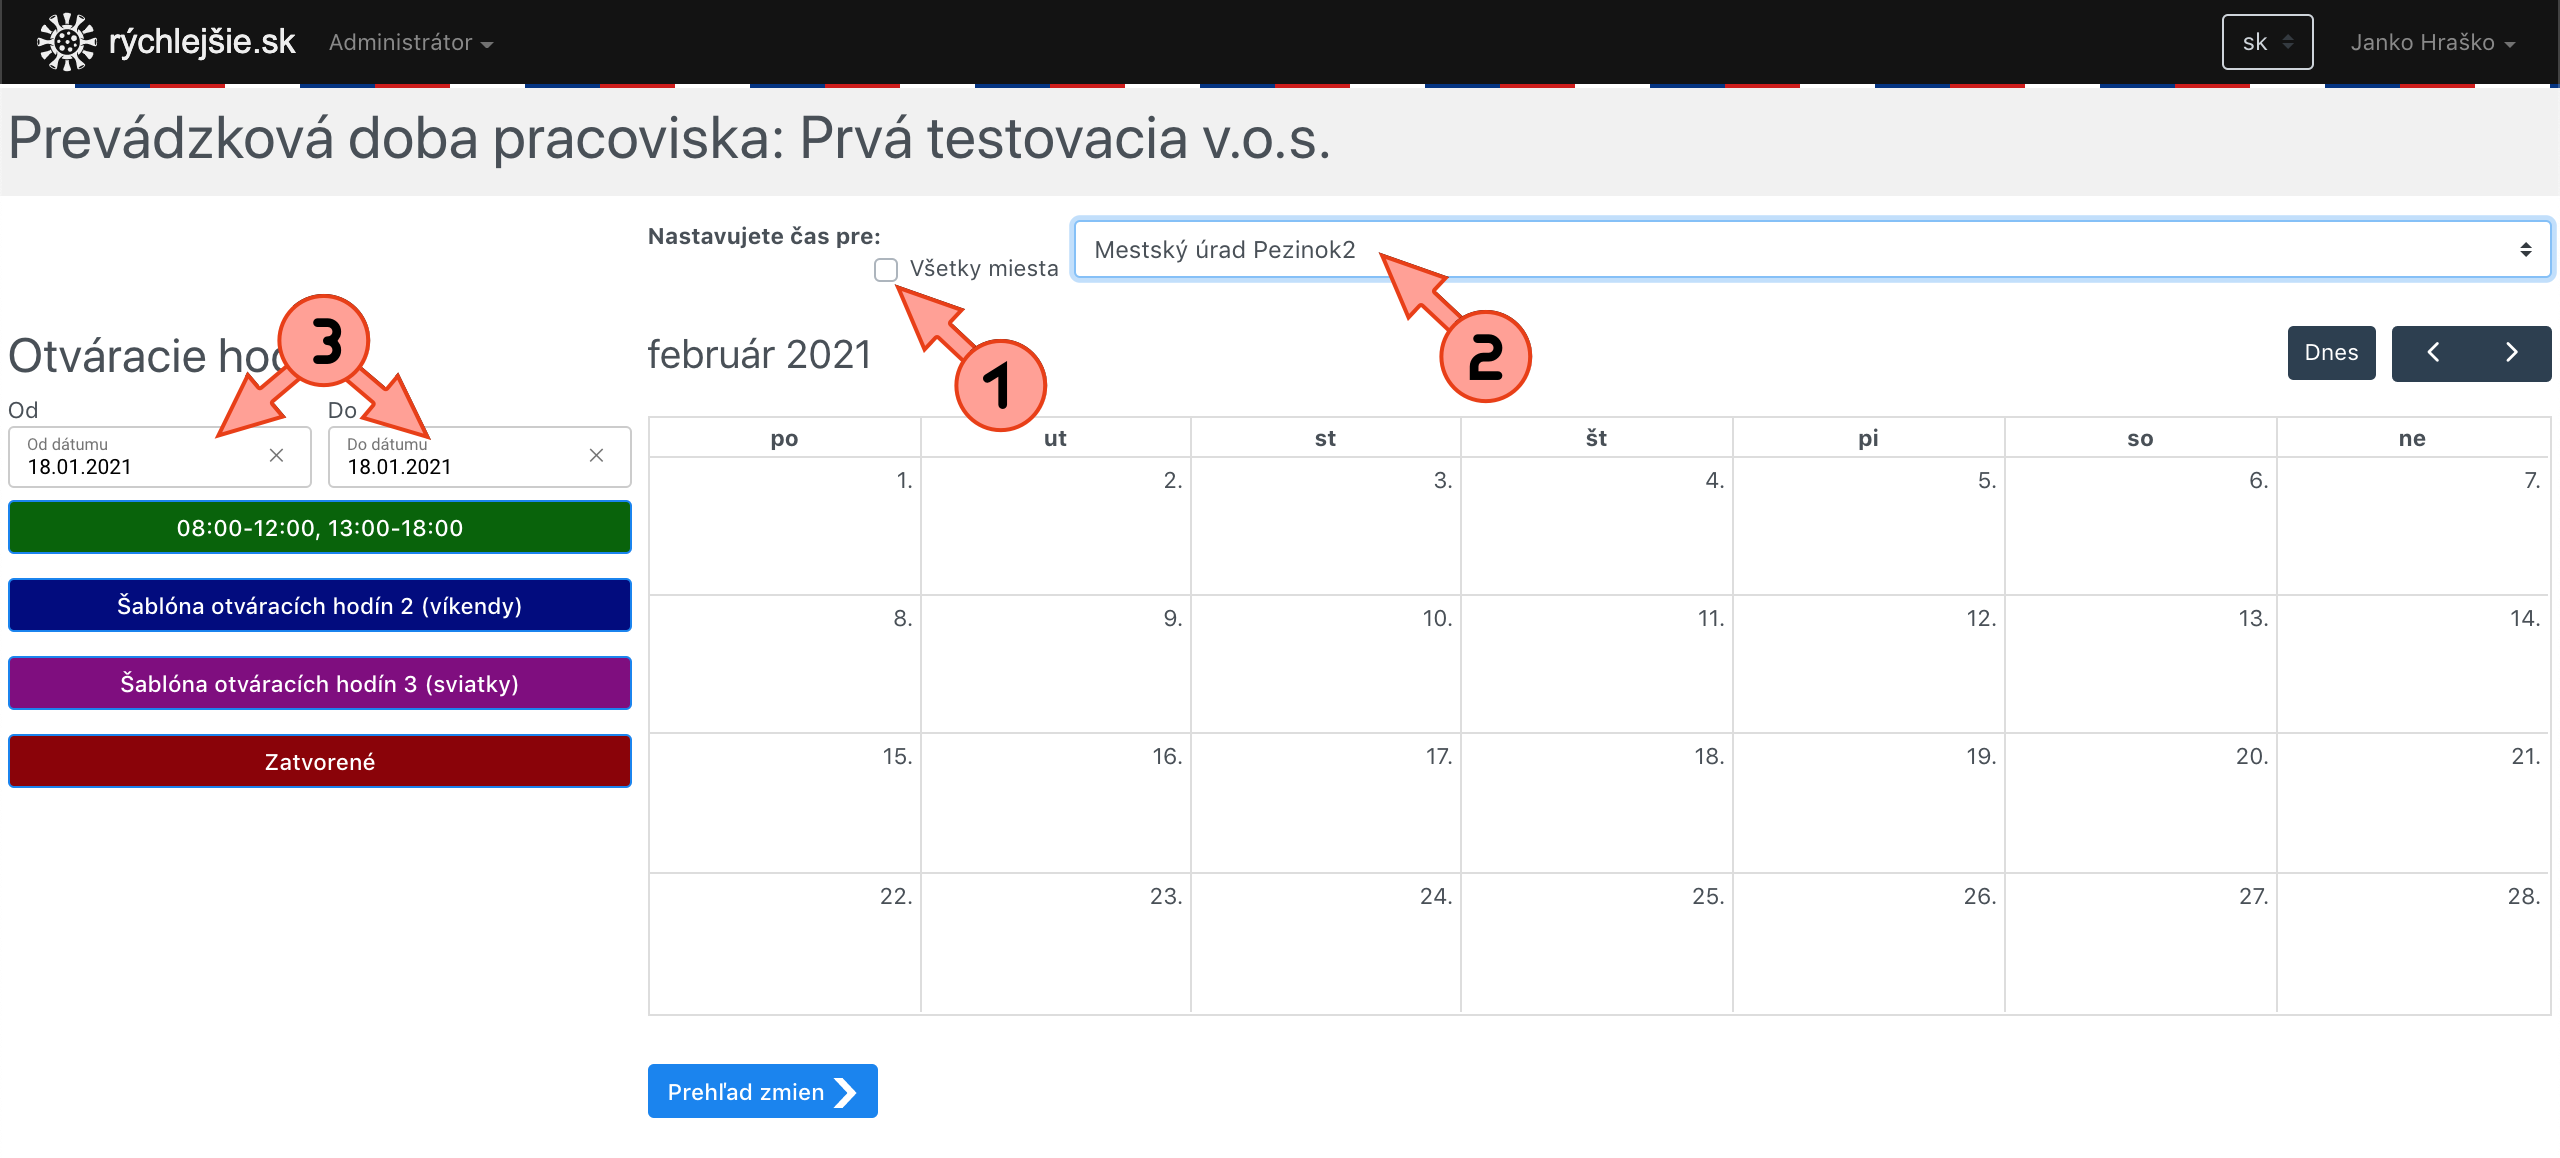 rýchlejšie.sk Administrátor sk Janko Hraško
Prevádzková doba pracoviska: Prvá testovacia v.o.s.
Nastavujete čas pre:
Všetky miesta
Mestský úrad Pezinok2
1
2
3
Otváracie
Od Do
Od dátumu Do dátumu
18.01.2021 18.01.2021
08:00-12:00, 13:00-18:00
Šablóna otváracích hodín 2 (víkendy)
Šablóna otváracích hodín 3 (sviatky)
Zatvorené
február 2021
Dnes
po ut st št pi so ne
1. 2. 3. 4. 5. 6. 7.
8. 9. 10. 11. 12. 13. 14.
15. 16. 17. 18. 19. 20. 21.
22. 23. 24. 25. 26. 27. 28.
Prehľad zmien